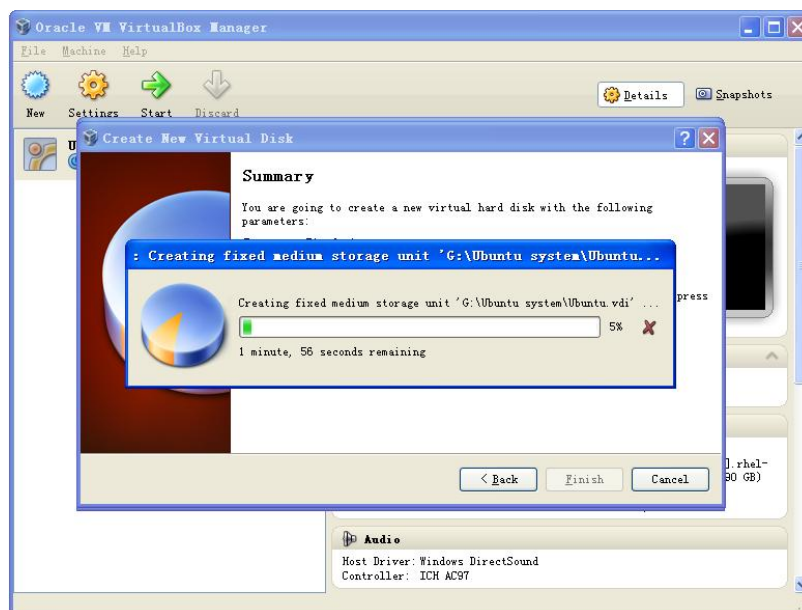 Oracle VM VirtualBox Manager
File Machine Help
New Settings Start Discard
Details Snapshots
U
Create New Virtual Disk
Summary
You are going to create a new virtual hard disk with the following
parameters:
: Creating fixed medium storage unit 'G:\Ubuntu system\Ubuntu...
press
Creating fixed medium storage unit 'G:\Ubuntu system\Ubuntu.vdi' ...
5%
1 minute, 56 seconds remaining
].rhel-
90 GB)
< Back Finish Cancel
Audio
Host Driver: Windows DirectSound
Controller: ICH AC97